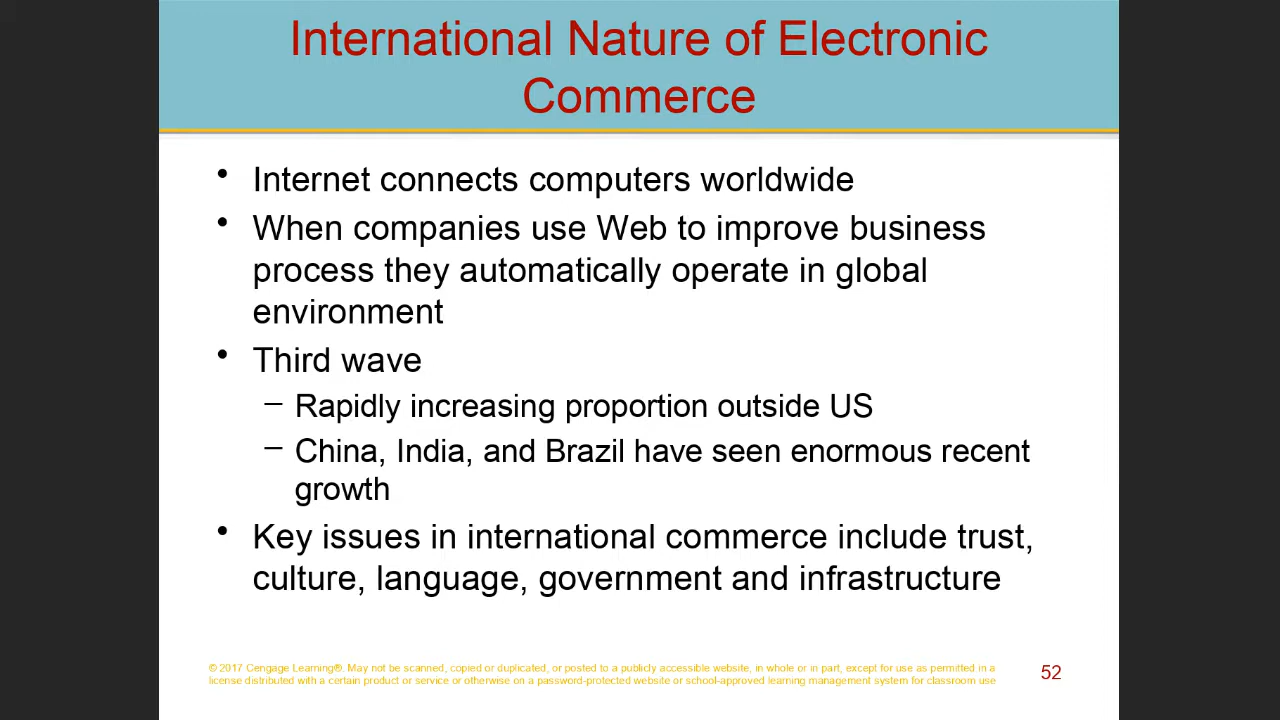 International Nature of Electronic
Commerce
• Internet connects computers worldwide
• When companies use Web to improve business
process they automatically operate in global
environment
• Third wave
– Rapidly increasing proportion outside US
– China, India, and Brazil have seen enormous recent
growth
• Key issues in international commerce include trust,
culture, language, government and infrastructure
© 2017 Cengage Learning®. May not be scanned, copied or duplicated, or posted to a publicly accessible website, in whole or in part, except for use as permitted in a
license distributed with a certain product or service or otherwise on a password-protected website or school-approved learning management system for classroom use
52